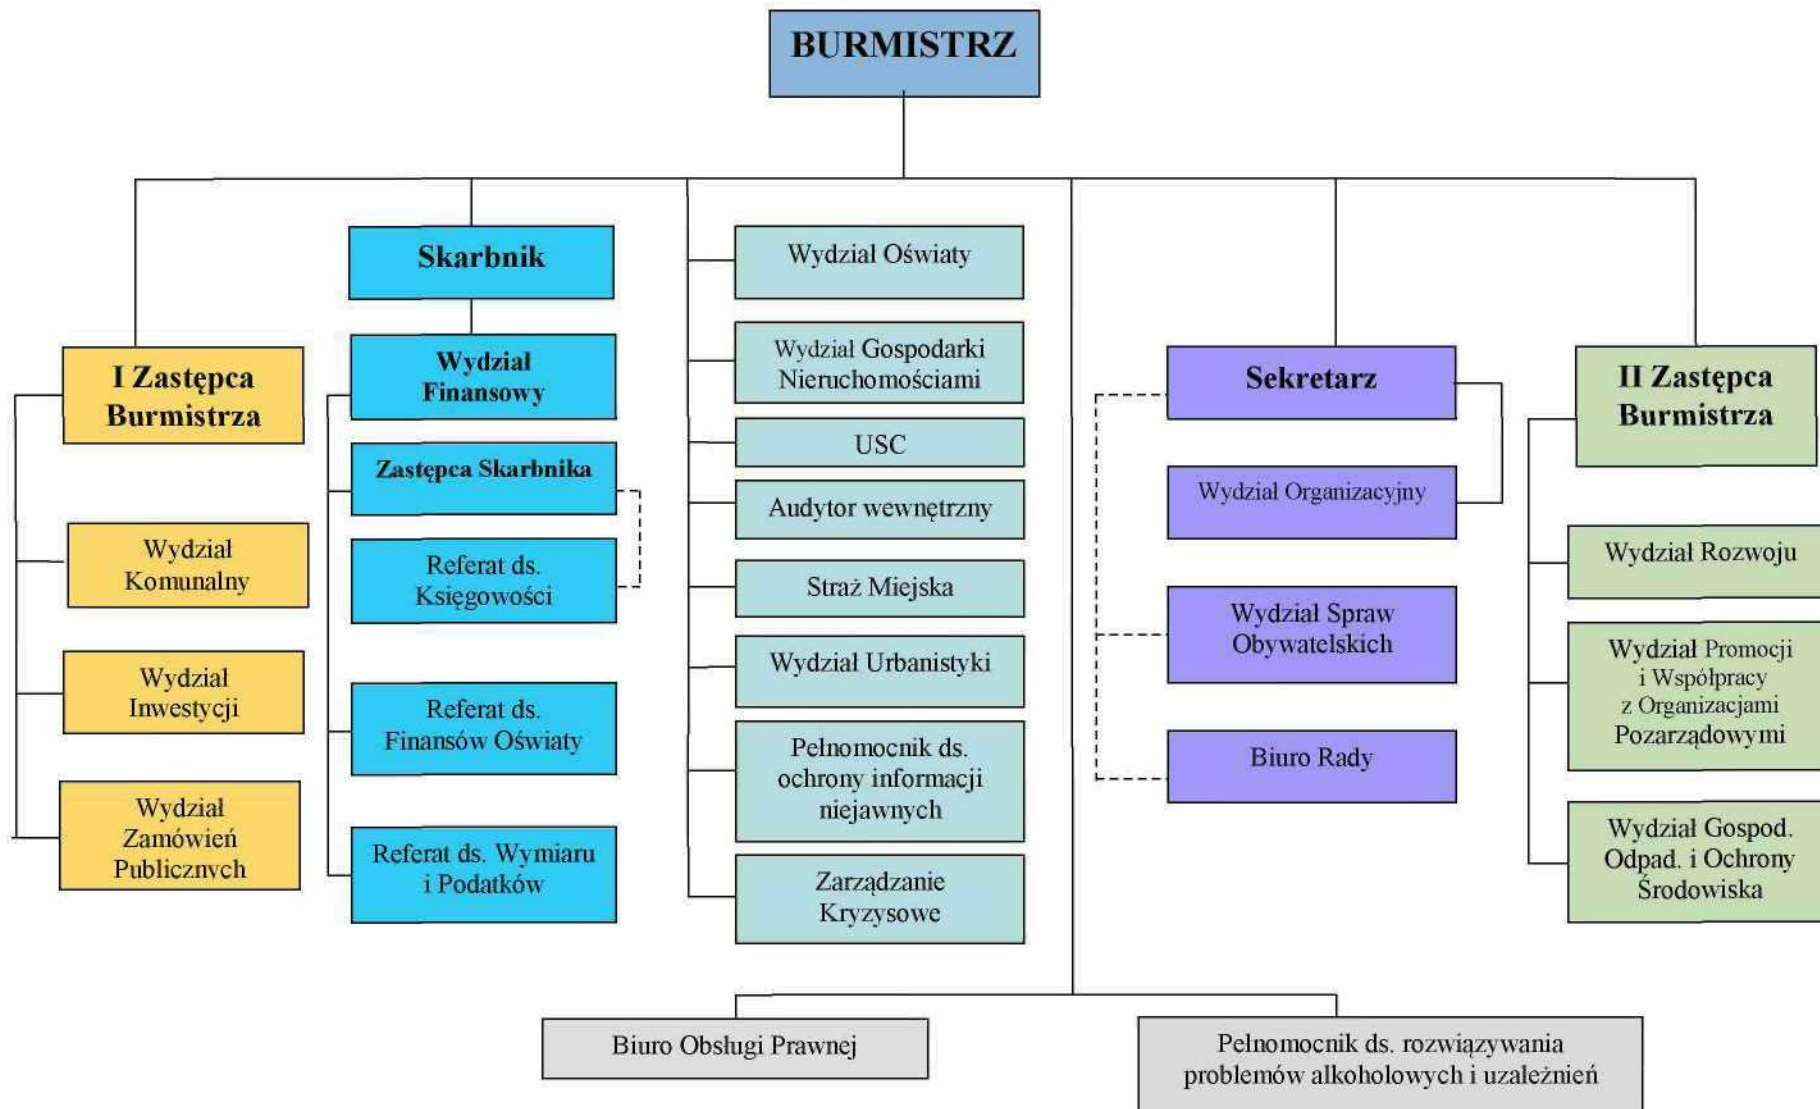 BURMISTRZ
I Zastępca
Burmistrza
Wydział
Komunalny
Wydział
Inwestycji
Wydział
Zamówień
Publicznych
Skarbnik
Wydział
Finansowy
Zastępca Skarbnika
Referat ds.
Księgowości
Referat ds.
Finansów Oświaty
Referat ds. Wymiaru
i Podatków
Wydział Oświaty
Wydział Gospodarki
Nieruchomościami
USC
Audytor wewnętrzny
Straż Miejska
Wydział Urbanistyki
Pełnomocnik ds.
ochrony informacji
niejawnych
Zarządzanie
Kryzysowe
Sekretarz
Wydział Organizacyjny
Wydział Spraw
Obywatelskich
Biuro Rady
II Zastępca
Burmistrza
Wydział Rozwoju
Wydział Promocji
i Współpracy
z Organizacjami
Pozarządowymi
Wydział Gospod.
Odpad. i Ochrony
Środowiska
Biuro Obsługi Prawnej
Pełnomocnik ds. rozwiązywania
problemów alkoholowych i uzależnień